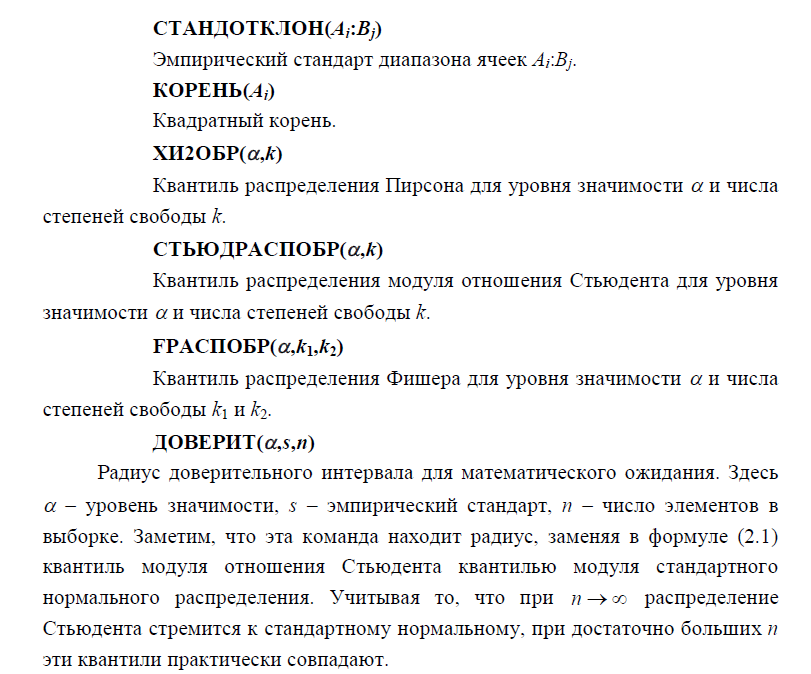 СТАНДОТКЛОН(Ai:Bj)
Эмпирический стандарт диапазона ячеек Ai:Bj.
КОРЕНЬ(Ai)
Квадратный корень.
ХИ2ОБР(α,k)
Квантиль распределения Пирсона для уровня значимости α и числа
степеней свободы k.
СТЬЮДРАСПОБР(α,k)
Квантиль распределения модуля отношения Стьюдента для уровня
значимости α и числа степеней свободы k.
FРАСПОБР(α,k1,k2)
Квантиль распределения Фишера для уровня значимости α и числа
степеней свободы k1 и k2.
ДОВЕРИТ(α,s,n)
Радиус доверительного интервала для математического ожидания. Здесь
α – уровень значимости, s – эмпирический стандарт, n – число элементов в
выборке. Заметим, что эта команда находит радиус, заменяя в формуле (2.1)
квантиль модуля отношения Стьюдента квантилью модуля стандартного
нормального распределения. Учитывая то, что при n→∞ распределение
Стьюдента стремится к стандартному нормальному, при достаточно больших n
эти квантили практически совпадают.